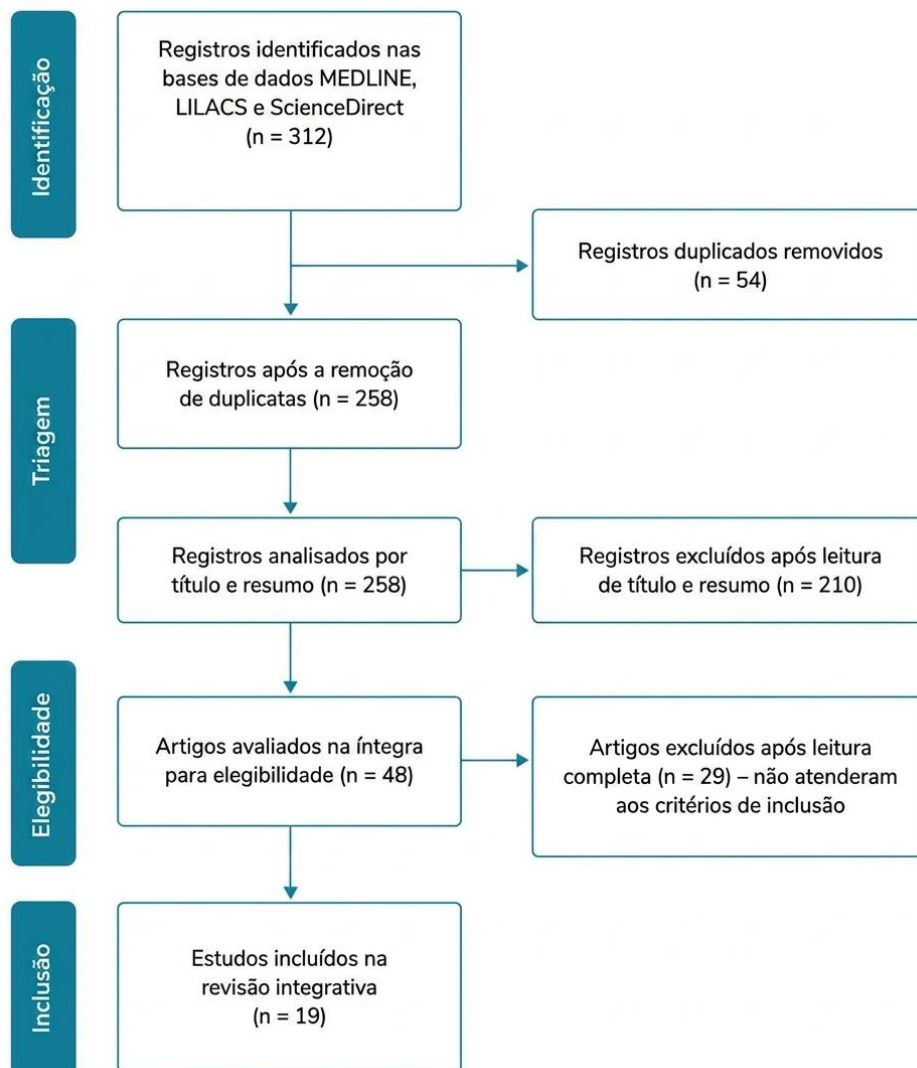 Identificação
Registros identificados nas
bases de dados MEDLINE,
LILACS e ScienceDirect
(n = 312)
Registros duplicados removidos
(n = 54)
Triagem
Registros após a remoção
de duplicatas (n = 258)
Registros analisados por
título e resumo (n = 258)
Registros excluídos após leitura
de título e resumo (n = 210)
Elegibilidade
Artigos avaliados na íntegra
para elegibilidade (n = 48)
Artigos excluídos após leitura
completa (n = 29) – não atenderam
aos critérios de inclusão
Inclusão
Estudos incluídos na
revisão integrativa
(n = 19)